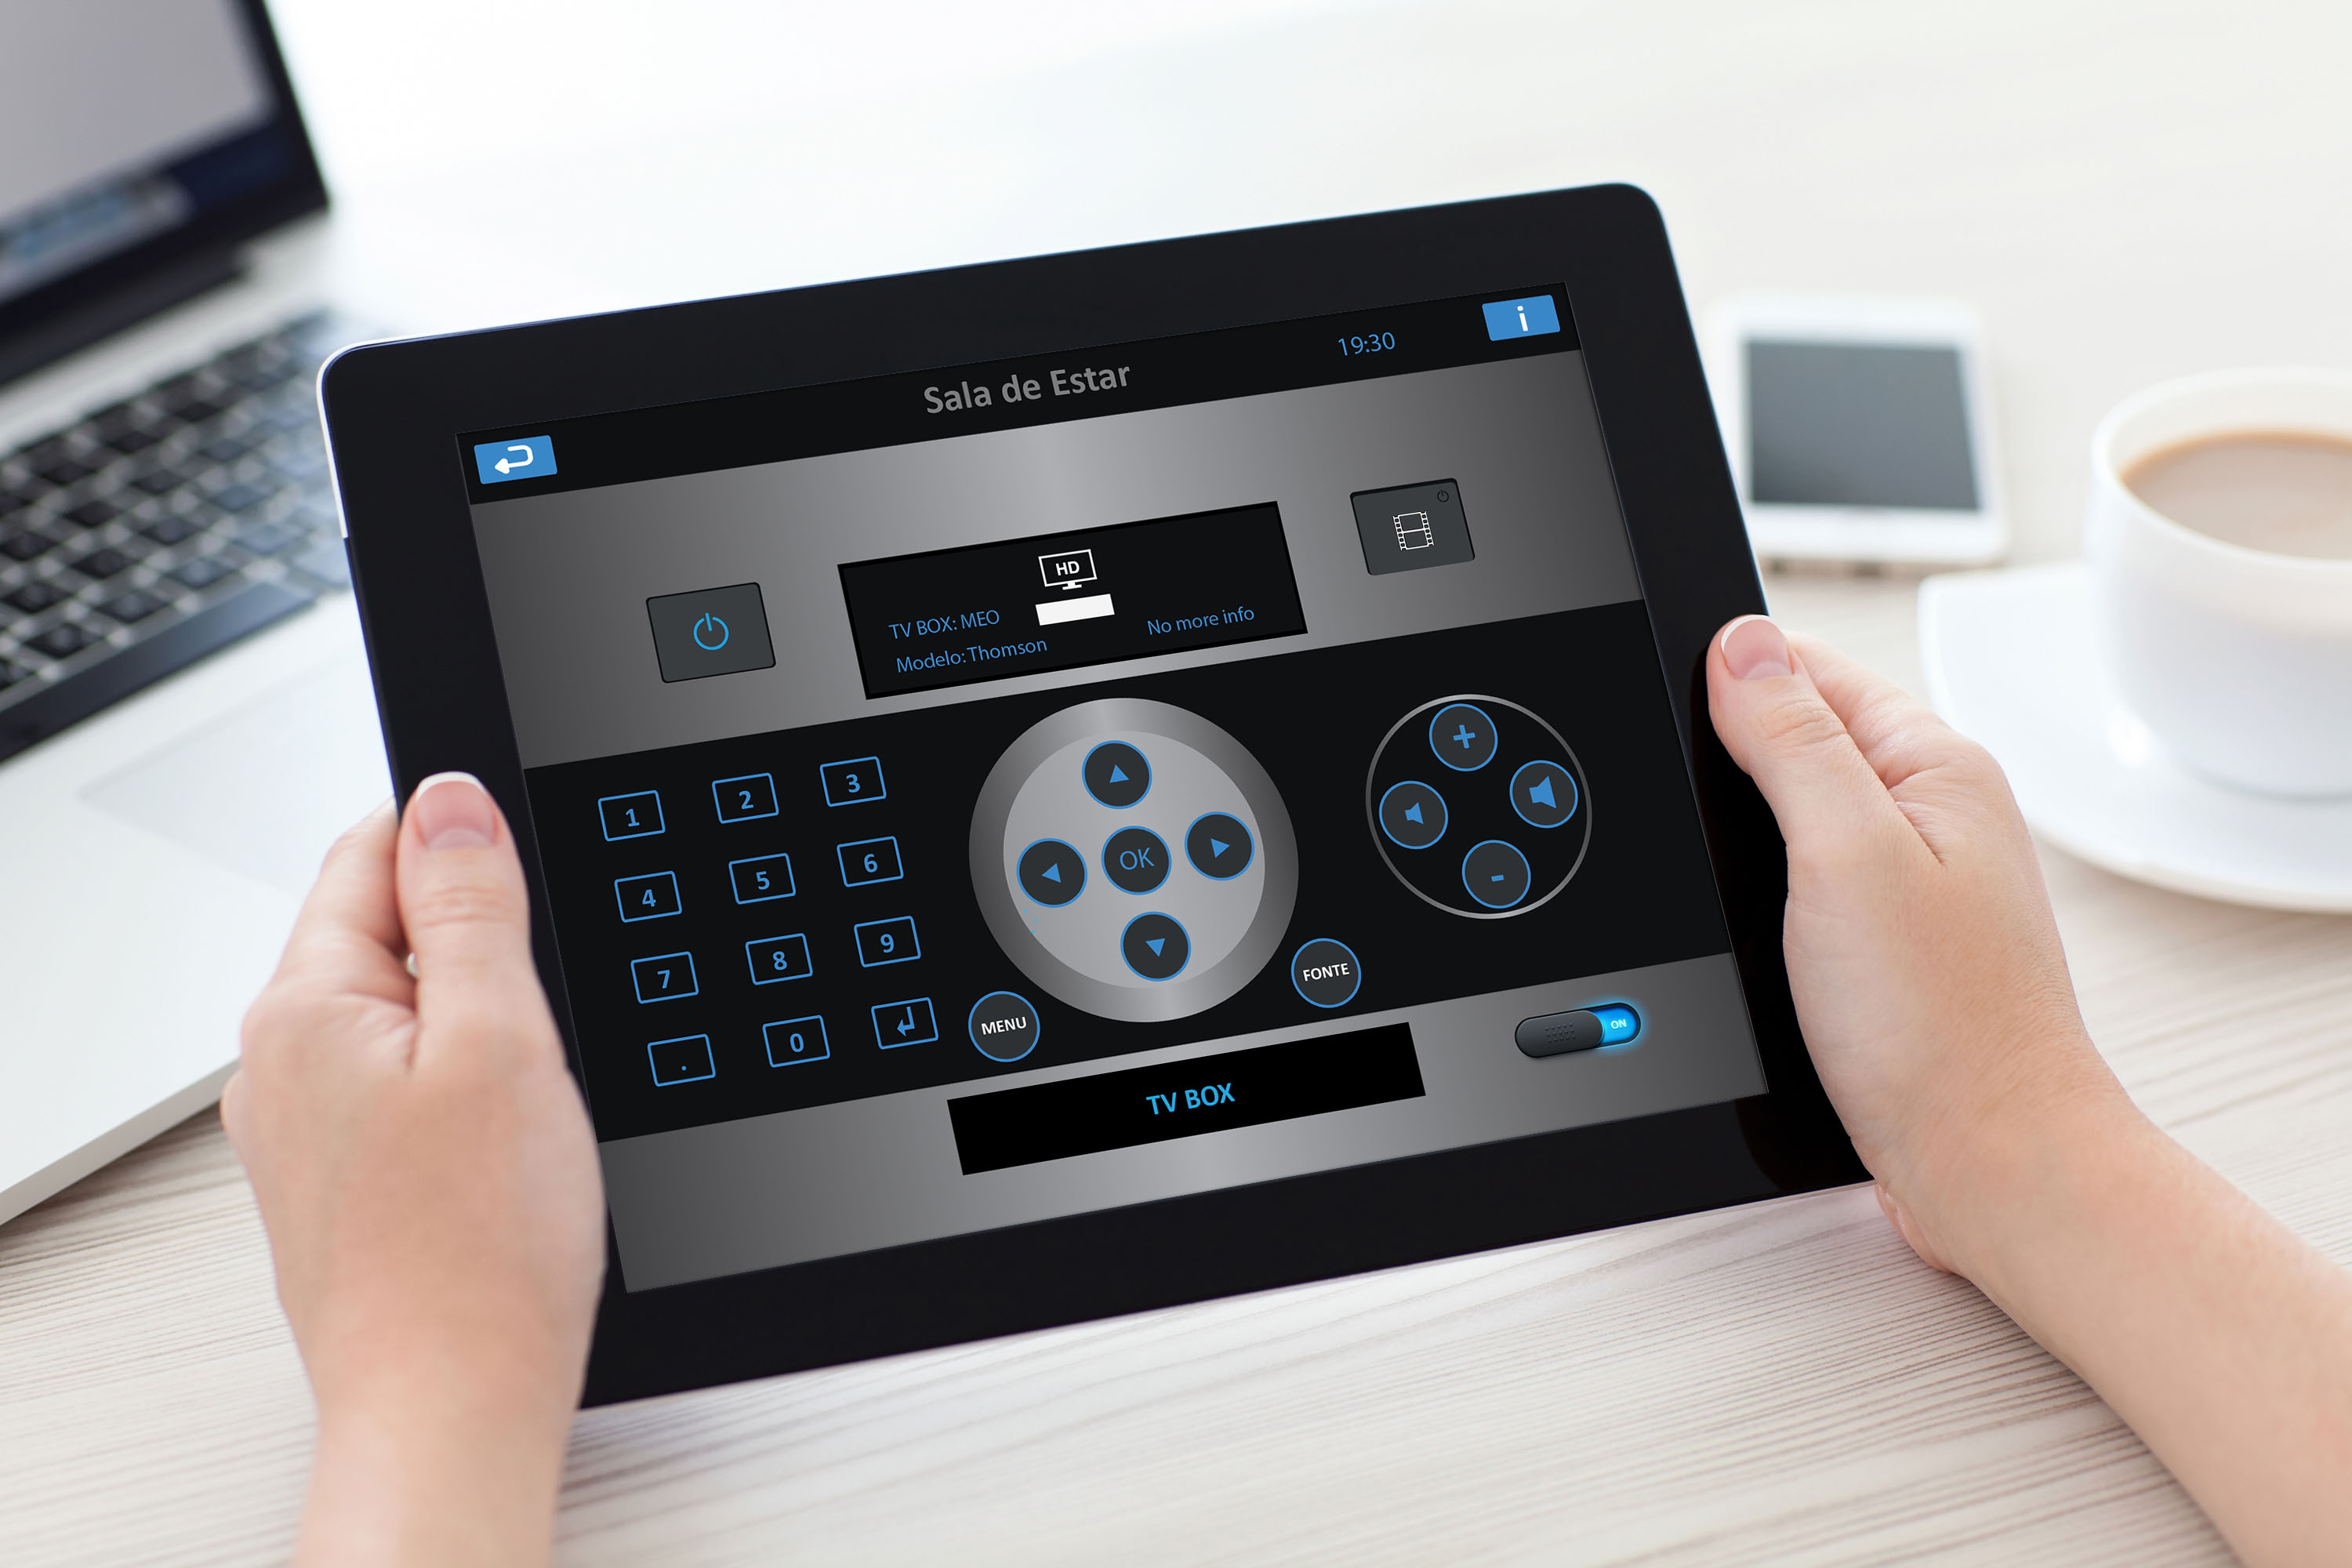 Sala de Estar
19:30
i
HD
TV BOX: MEO
Modelo: Thomson
No more info
1 2 3
4 5 6
7 8 9
. 0
OK
+
-
MENU
FONTE
ON
TV BOX